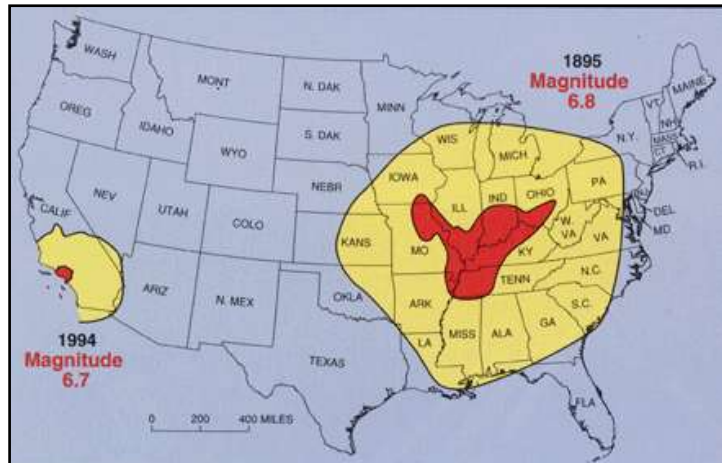 WASH
MONT
N. DAK
MINN
1895
Magnitude
6.8
MAINE
VT.
N.H.
MASS
CT.
R.I.
N.Y.
OREG
IDAHO
S. DAK
WIS
MICH
WYO
IOWA
NEBR
PA
NEV
UTAH
COLO
CALIF
ILL
IND
OHIO
N.J.
DEL
MD.
W.
VA
VA
KANS
MO
KY
ARIZ
N. MEX
OKLA
ARK
TENN
N.C.
S.C.
MISS
ALA
GA
LA
1994
Magnitude
6.7
TEXAS
FLA
0 200 400 MILES